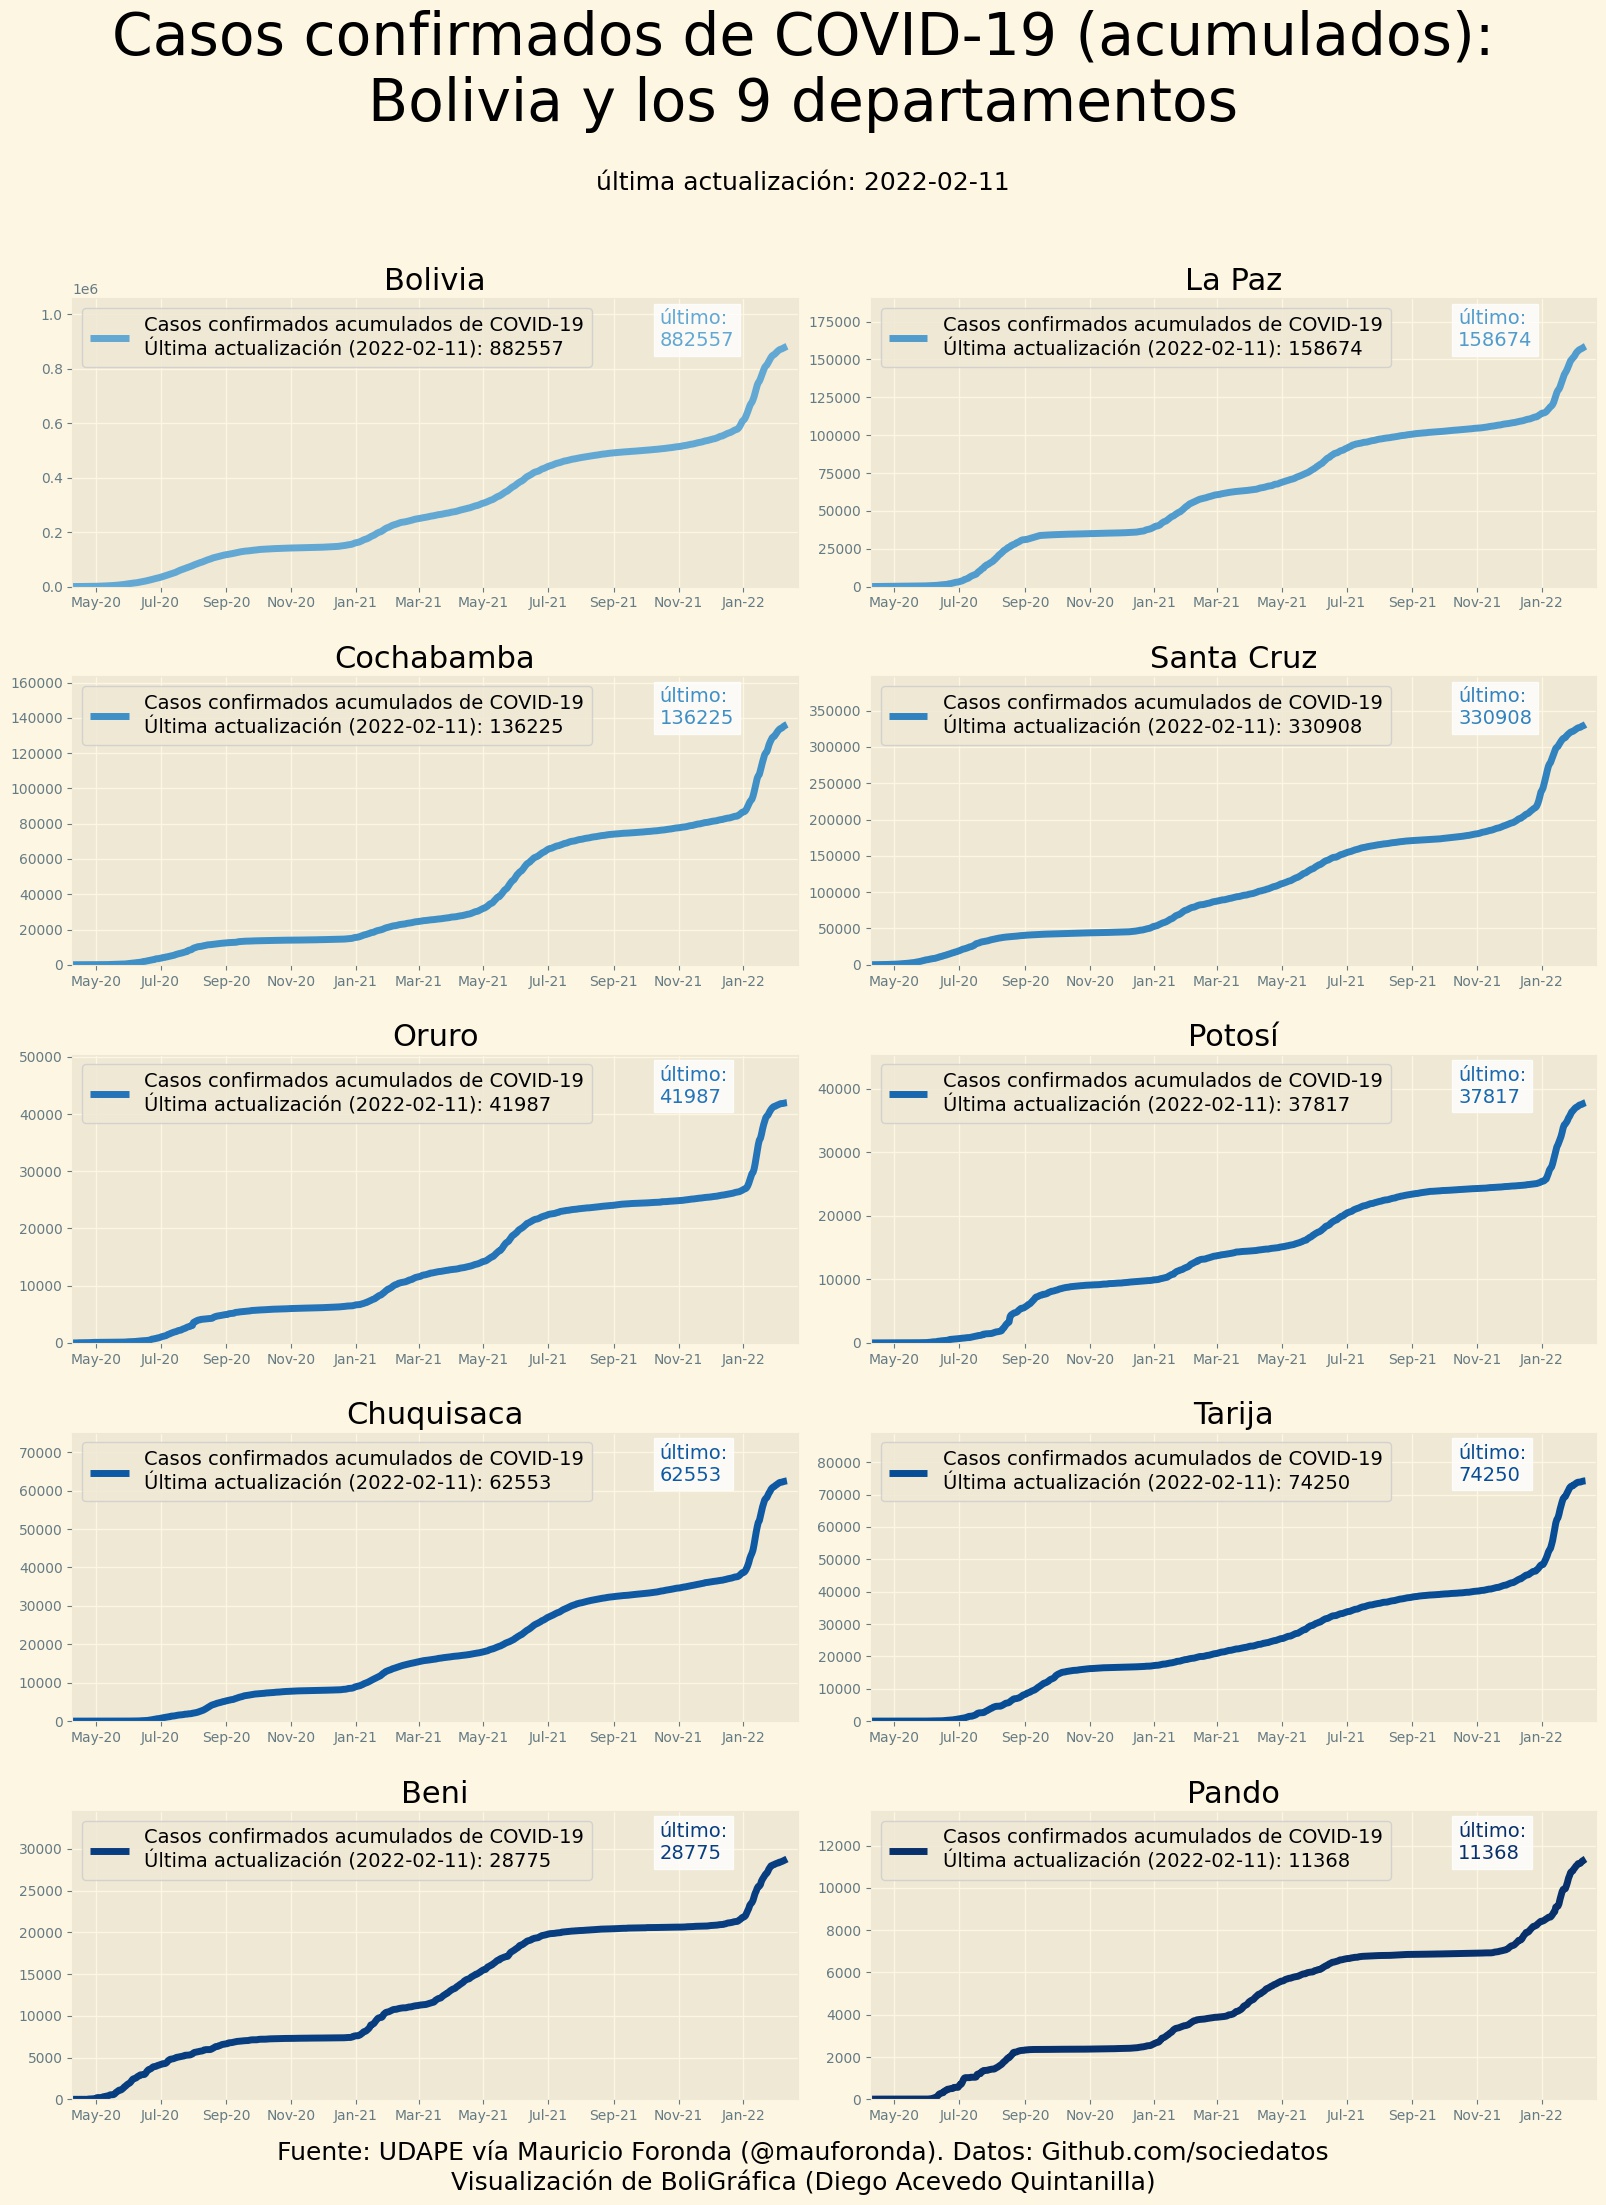 Casos confirmados de COVID-19 (acumulados):
Bolivia y los 9 departamentos
última actualización: 2022-02-11
Bolivia
1e6
1.0
0.8
0.6
0.4
0.2
0.0
Casos confirmados acumulados de COVID-19
Última actualización (2022-02-11): 882557
último:
882557
May-20 Jul-20 Sep-20 Nov-20 Jan-21 Mar-21 May-21 Jul-21 Sep-21 Nov-21 Jan-22
La Paz
175000
150000
125000
100000
75000
50000
25000
0
Casos confirmados acumulados de COVID-19
Última actualización (2022-02-11): 158674
último:
158674
May-20 Jul-20 Sep-20 Nov-20 Jan-21 Mar-21 May-21 Jul-21 Sep-21 Nov-21 Jan-22
Cochabamba
160000
140000
120000
100000
80000
60000
40000
20000
0
Casos confirmados acumulados de COVID-19
Última actualización (2022-02-11): 136225
último:
136225
May-20 Jul-20 Sep-20 Nov-20 Jan-21 Mar-21 May-21 Jul-21 Sep-21 Nov-21 Jan-22
Santa Cruz
350000
300000
250000
200000
150000
100000
50000
0
Casos confirmados acumulados de COVID-19
Última actualización (2022-02-11): 330908
último:
330908
May-20 Jul-20 Sep-20 Nov-20 Jan-21 Mar-21 May-21 Jul-21 Sep-21 Nov-21 Jan-22
Oruro
50000
40000
30000
20000
10000
0
Casos confirmados acumulados de COVID-19
Última actualización (2022-02-11): 41987
último:
41987
May-20 Jul-20 Sep-20 Nov-20 Jan-21 Mar-21 May-21 Jul-21 Sep-21 Nov-21 Jan-22
Potosí
40000
30000
20000
10000
0
Casos confirmados acumulados de COVID-19
Última actualización (2022-02-11): 37817
último:
37817
May-20 Jul-20 Sep-20 Nov-20 Jan-21 Mar-21 May-21 Jul-21 Sep-21 Nov-21 Jan-22
Chuquisaca
70000
60000
50000
40000
30000
20000
10000
0
Casos confirmados acumulados de COVID-19
Última actualización (2022-02-11): 62553
último:
62553
May-20 Jul-20 Sep-20 Nov-20 Jan-21 Mar-21 May-21 Jul-21 Sep-21 Nov-21 Jan-22
Tarija
80000
70000
60000
50000
40000
30000
20000
10000
0
Casos confirmados acumulados de COVID-19
Última actualización (2022-02-11): 74250
último:
74250
May-20 Jul-20 Sep-20 Nov-20 Jan-21 Mar-21 May-21 Jul-21 Sep-21 Nov-21 Jan-22
Beni
30000
25000
20000
15000
10000
5000
0
Casos confirmados acumulados de COVID-19
Última actualización (2022-02-11): 28775
último:
28775
May-20 Jul-20 Sep-20 Nov-20 Jan-21 Mar-21 May-21 Jul-21 Sep-21 Nov-21 Jan-22
Pando
12000
10000
8000
6000
4000
2000
0
Casos confirmados acumulados de COVID-19
Última actualización (2022-02-11): 11368
último:
11368
May-20 Jul-20 Sep-20 Nov-20 Jan-21 Mar-21 May-21 Jul-21 Sep-21 Nov-21 Jan-22
Fuente: UDAPE vía Mauricio Foronda (@mauforonda). Datos: Github.com/sociedatos
Visualización de BoliGráfica (Diego Acevedo Quintanilla)